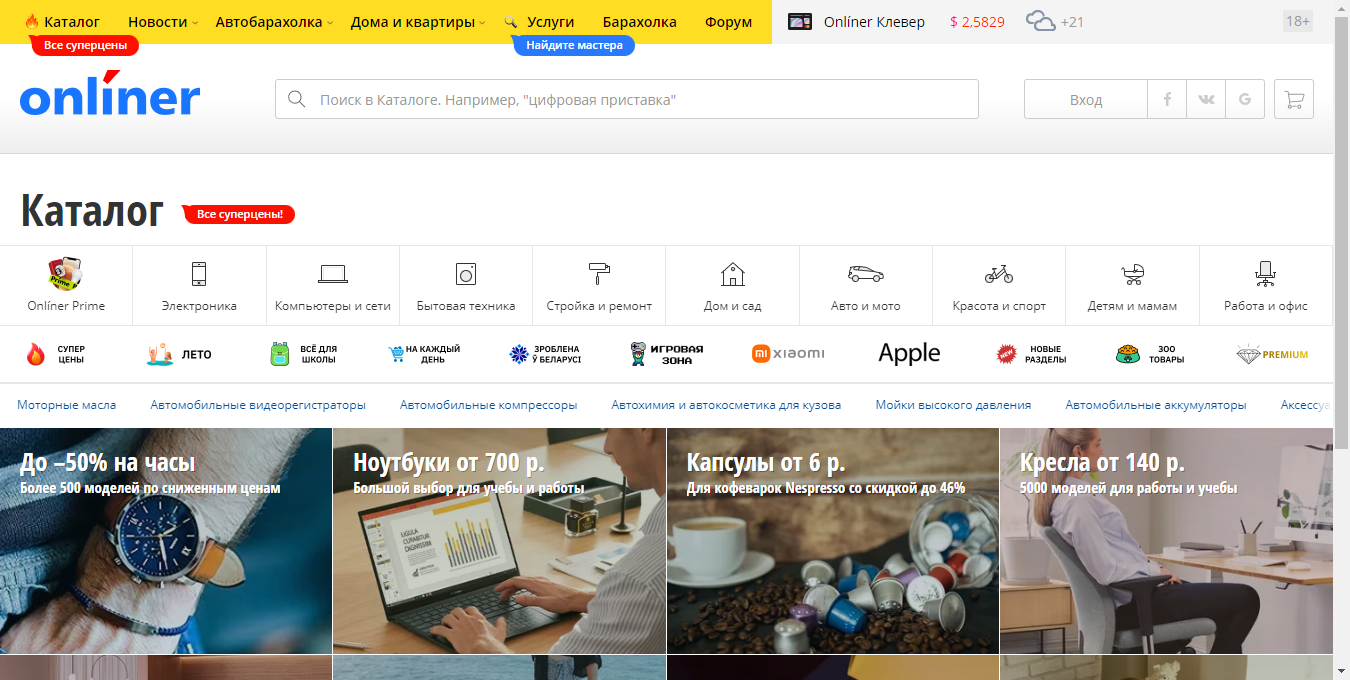 Каталог
Новости
Автобарахолка
Дома и квартиры
Услуги
Барахолка
Форум
Onlíner Клевер
$ 2,5829
+21
18+
Все суперцены
Найдите мастера
onlíner
Поиск в Каталоге. Например, "цифровая приставка"
Вход
Каталог
Все суперцены!
Onlíner Prime
Электроника
Компьютеры и сети
Бытовая техника
Стройка и ремонт
Дом и сад
Авто и мото
Красота и спорт
Детям и мамам
Работа и офис
СУПЕР
ЦЕНЫ
ЛЕТО
ВСЁ ДЛЯ
ШКОЛЫ
НА КАЖДЫЙ
ДЕНЬ
ЗРОБЛЕНА
Ў БЕЛАРУСІ
ИГРОВАЯ
ЗОНА
xiaomi
Apple
НОВЫЕ
РАЗДЕЛЫ
ЗОО
ТОВАРЫ
PREMIUM
Моторные масла
Автомобильные видеорегистраторы
Автомобильные компрессоры
Автохимия и автокосметика для кузова
Мойки высокого давления
Автомобильные аккумуляторы
Аксессуа
До –50% на часы
Более 500 моделей по сниженным ценам
Ноутбуки от 700 р.
Большой выбор для учебы и работы
LIGULA
CURABITUR
DIGNISSIM
Капсулы от 6 р.
Для кофеварок Nespresso со скидкой до 46%
Кресла от 140 р.
5000 моделей для работы и учебы